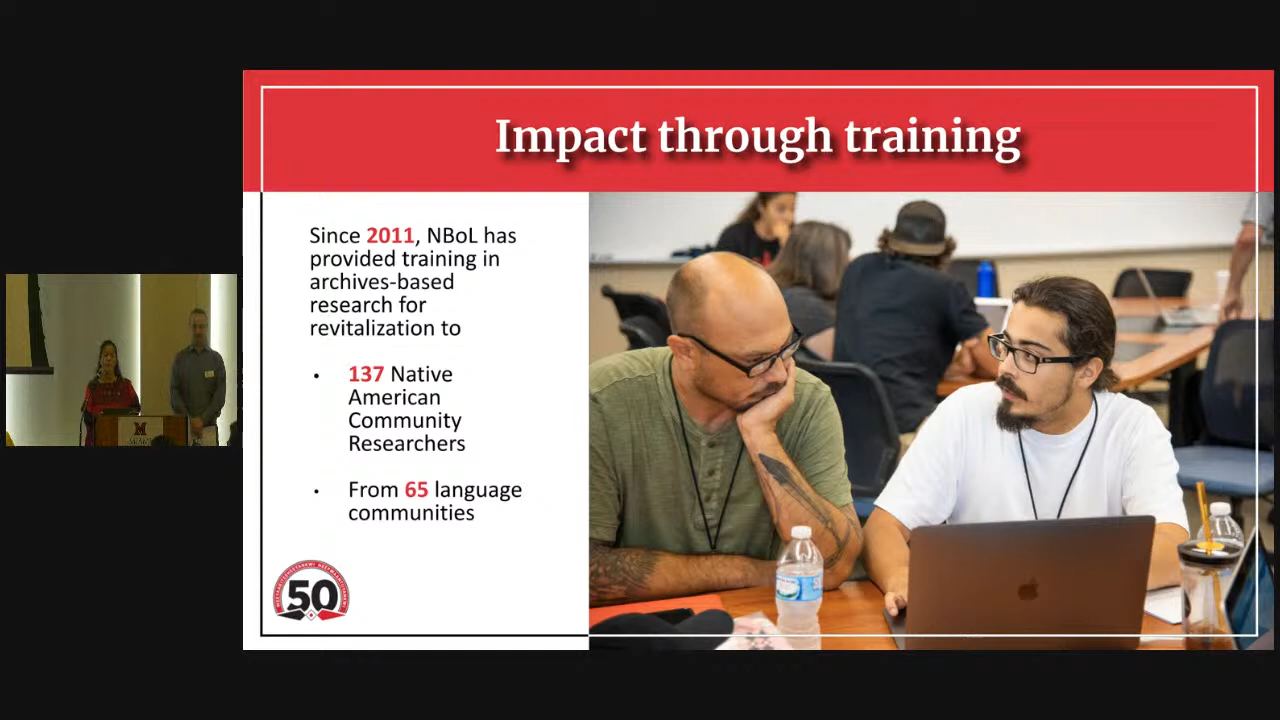 Impact through training
Since 2011, NBoL has
provided training in
archives-based
research for
revitalization to
• 137 Native
American
Community
Researchers
• From 65 language
communities
50
MIAMI